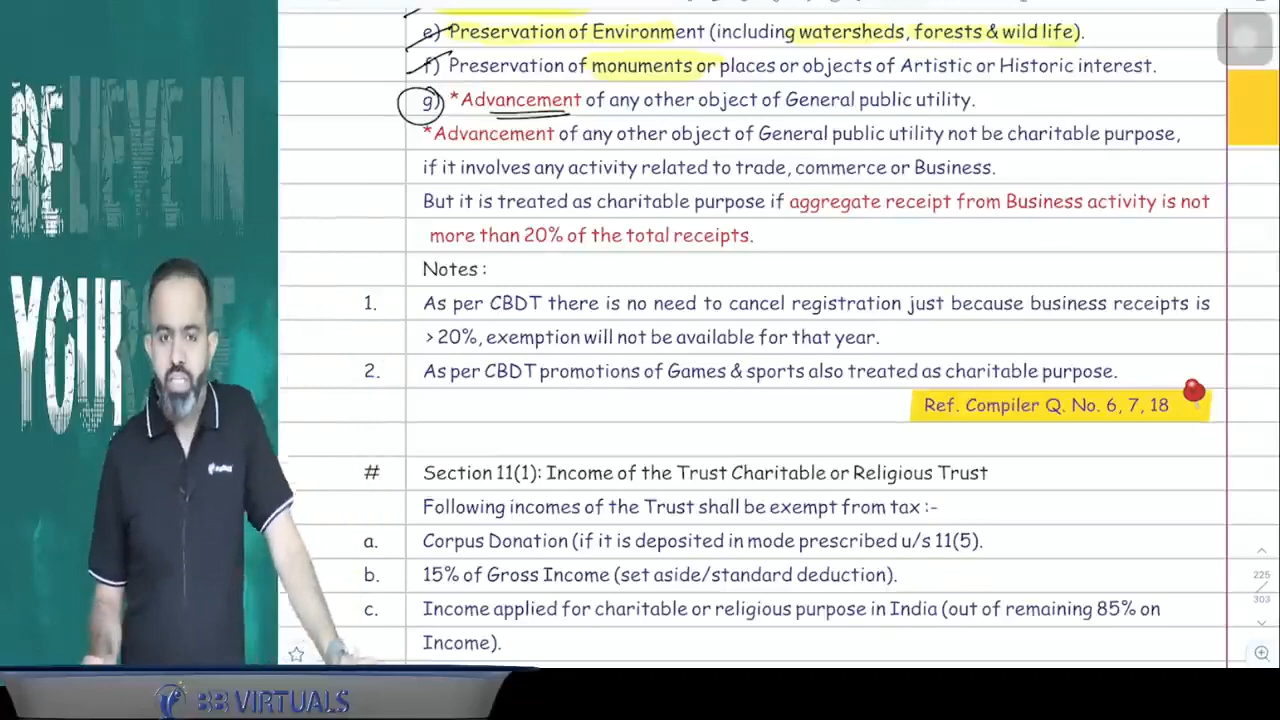 BELIEVE IN
e) Preservation of Environment (including watersheds, forests & wild life).
f) Preservation of monuments or places or objects of Artistic or Historic interest.
g) *Advancement of any other object of General public utility.
*Advancement of any other object of General public utility not be charitable purpose,
if it involves any activity related to trade, commerce or Business.
But it is treated as charitable purpose if aggregate receipt from Business activity is not
more than 20% of the total receipts.
Notes :
1. As per CBDT there is no need to cancel registration just because business receipts is
> 20%, exemption will not be available for that year.
2. As per CBDT promotions of Games & sports also treated as charitable purpose.
Ref. Compiler Q. No. 6, 7, 18
# Section 11(1): Income of the Trust Charitable or Religious Trust
Following incomes of the Trust shall be exempt from tax :-
a. Corpus Donation (if it is deposited in mode prescribed u/s 11(5).
b. 15% of Gross Income (set aside/standard deduction).
225
303
c. Income applied for charitable or religious purpose in India (out of remaining 85% on
Income).
BB VIRTUALS